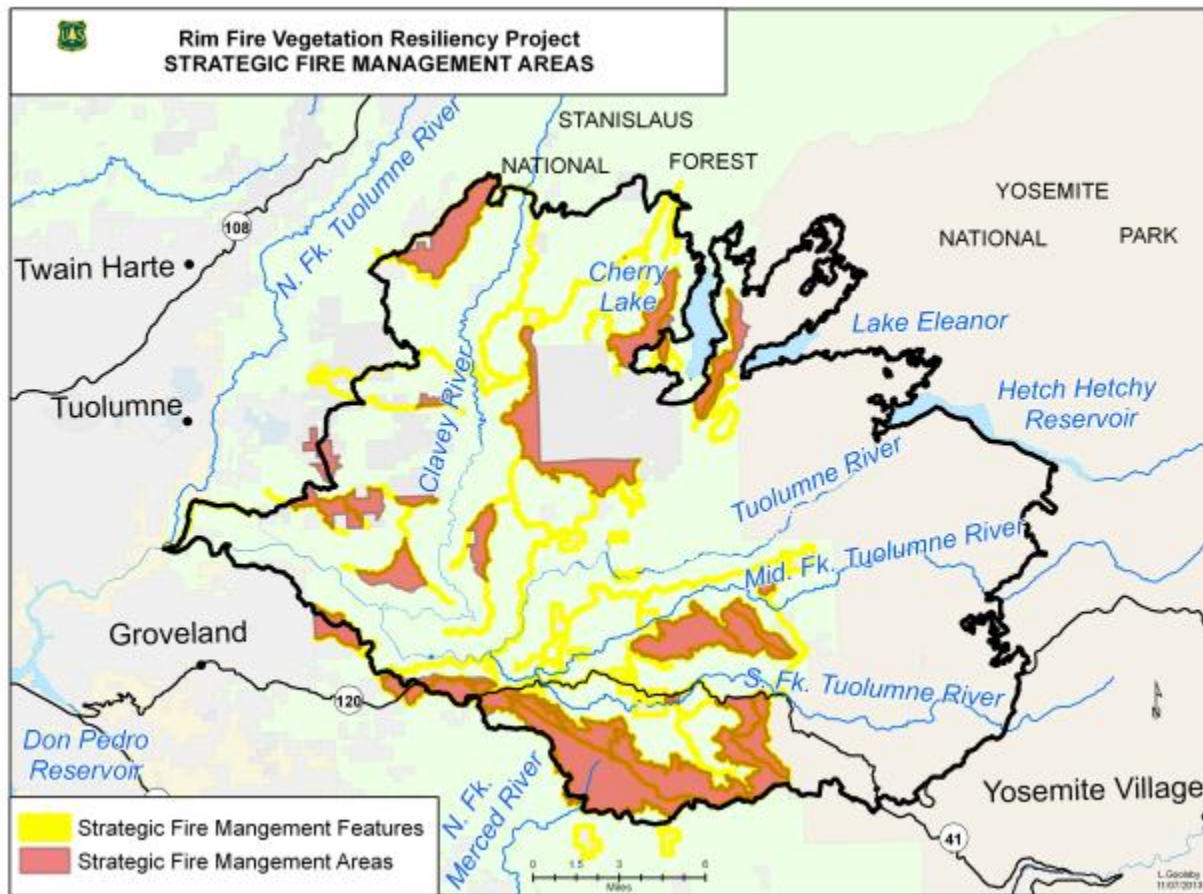 Rim Fire Vegetation Resiliency Project
STRATEGIC FIRE MANAGEMENT AREAS
U S
STANISLAUS
NATIONAL FOREST
YOSEMITE
NATIONAL PARK
N. Fk. Tuolumne River
108
Twain Harte
Cherry
Lake
Lake Eleanor
Hetch Hetchy
Reservoir
Tuolumne
Clavey River
Tuolumne River
Mid. Fk. Tuolumne River
Groveland
120
S. Fk. Tuolumne River
Don Pedro
Reservoir
N. Fk.
Merced River
Yosemite Village
41
Strategic Fire Mangement Features
Strategic Fire Mangement Areas
0 1.5 3 6
Miles